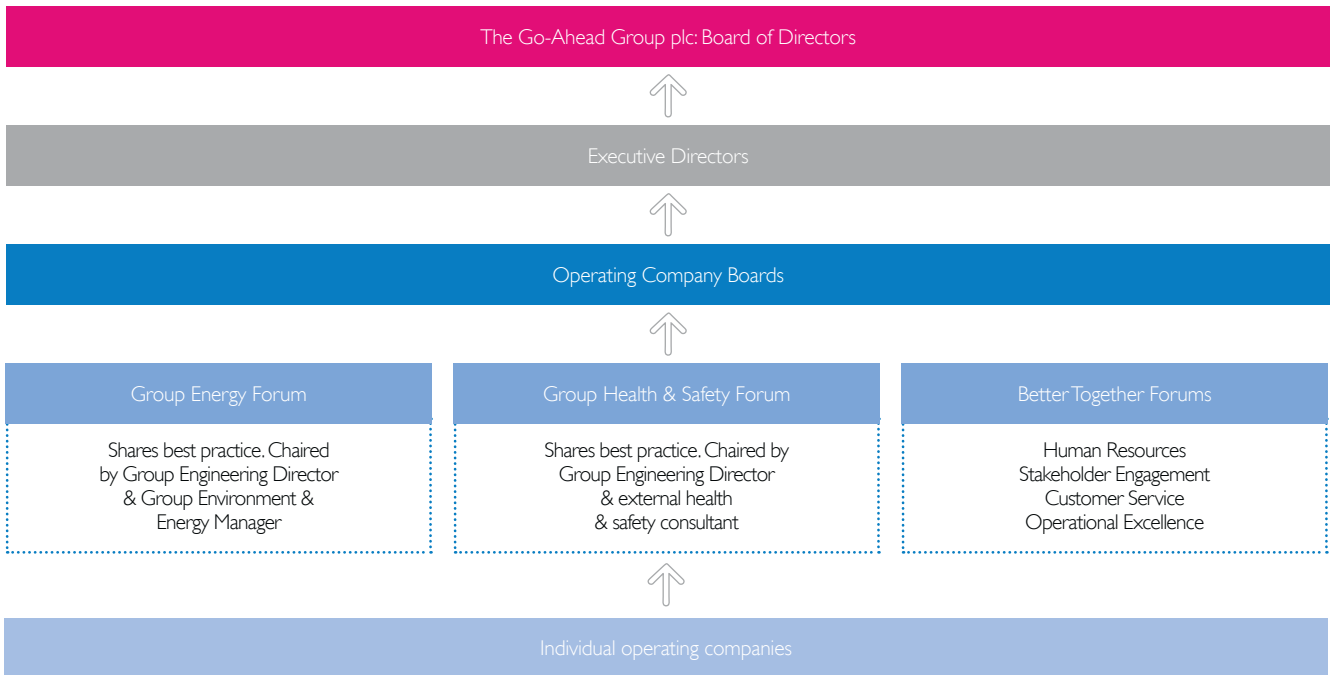 The Go-Ahead Group plc: Board of Directors
Executive Directors
Operating Company Boards
Group Energy Forum
Shares best practice. Chaired
by Group Engineering Director
& Group Environment &
Energy Manager
Group Health & Safety Forum
Shares best practice. Chaired by
Group Engineering Director
& external health
& safety consultant
Better Together Forums
Human Resources
Stakeholder Engagement
Customer Service
Operational Excellence
Individual operating companies